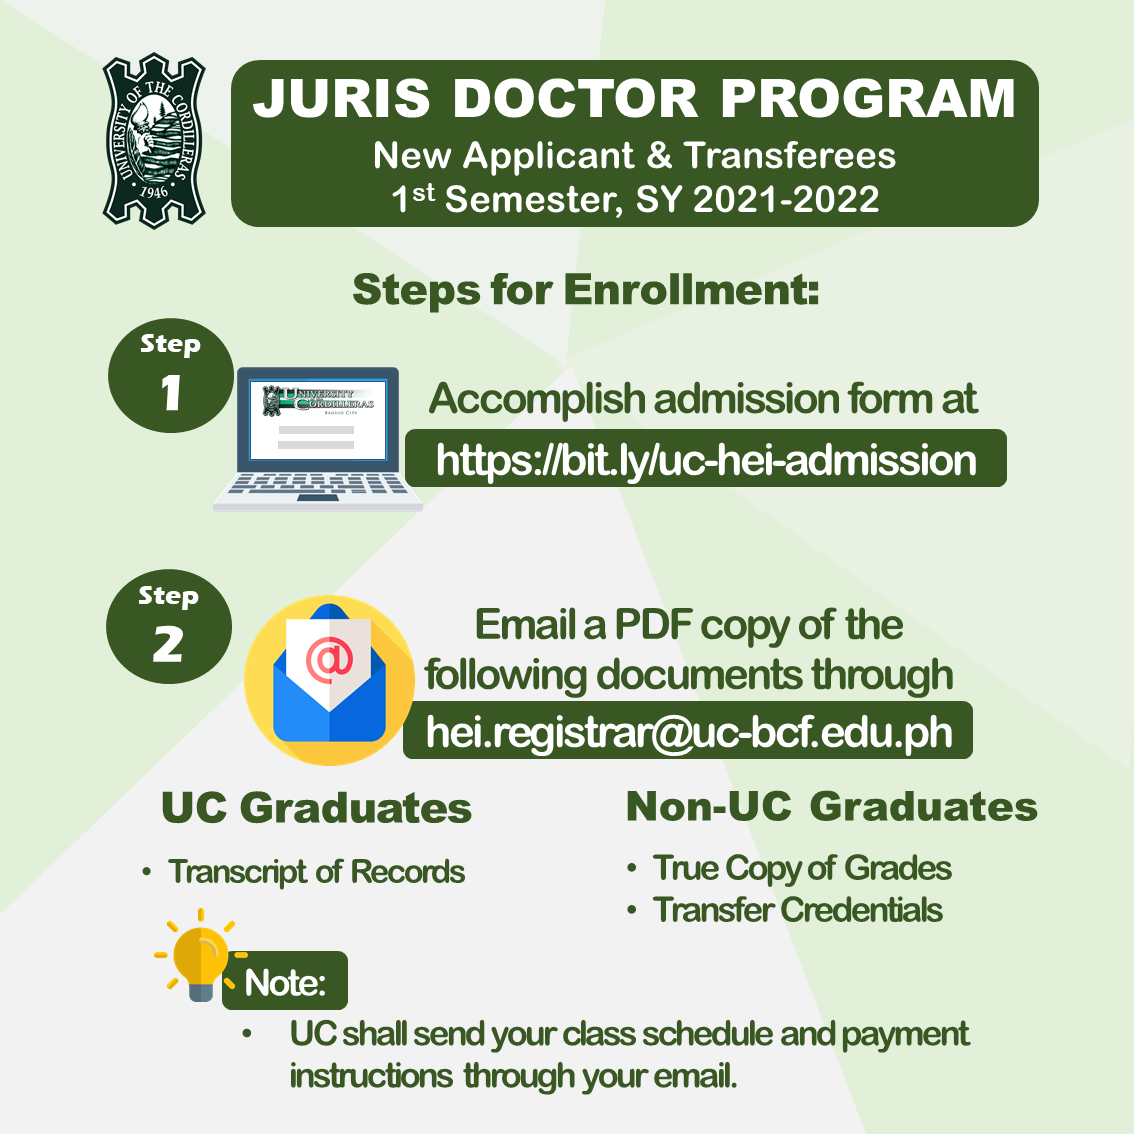 UNIVERSITY OF THE CORDILLERAS
• 1946 •
JURIS DOCTOR PROGRAM
New Applicant & Transferees
1st Semester, SY 2021-2022
Steps for Enrollment:
Step
1
UNIVERSITY
CORDILLERAS
BAGUIO CITY
Accomplish admission form at
https://bit.ly/uc-hei-admission
Step
2
@
Email a PDF copy of the
following documents through
hei.registrar@uc-bcf.edu.ph
UC Graduates
• Transcript of Records
Non-UC Graduates
• True Copy of Grades
• Transfer Credentials
Note:
• UC shall send your class schedule and payment
instructions through your email.